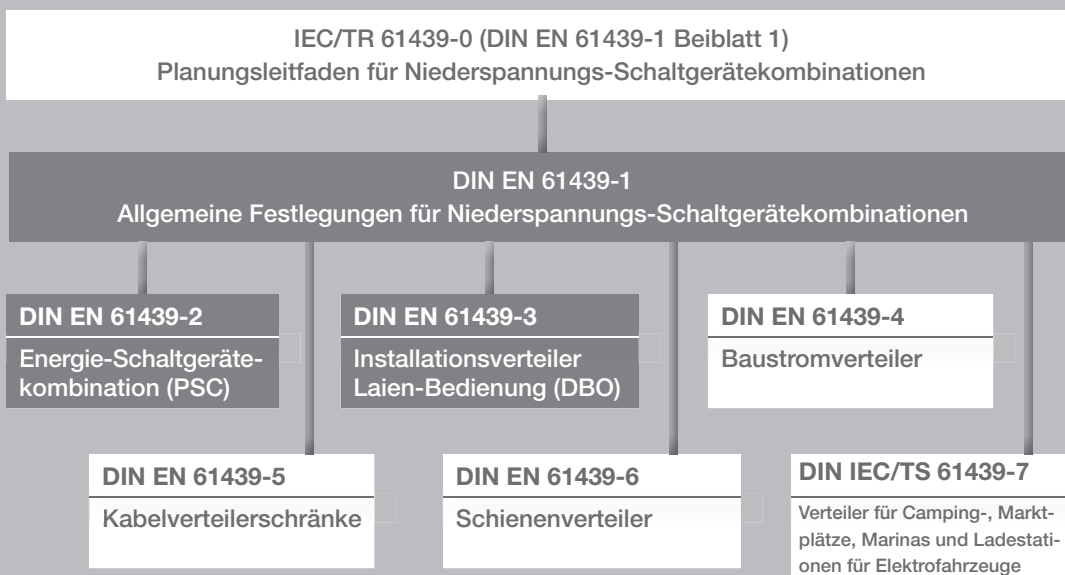 IEC/TR 61439-0 (DIN EN 61439-1 Beiblatt 1)
Planungsleitfaden für Niederspannungs-Schaltgerätekombinationen
DIN EN 61439-1
Allgemeine Festlegungen für Niederspannungs-Schaltgerätekombinationen
DIN EN 61439-2
Energie-Schaltgeräte-
kombination (PSC)
DIN EN 61439-3
Installationsverteiler
Laien-Bedienung (DBO)
DIN EN 61439-4
Baustromverteiler
DIN EN 61439-5
Kabelverteilerschränke
DIN EN 61439-6
Schienenverteiler
DIN IEC/TS 61439-7
Verteiler für Camping-, Markt-
plätze, Marinas und Ladestati-
onen für Elektrofahrzeuge